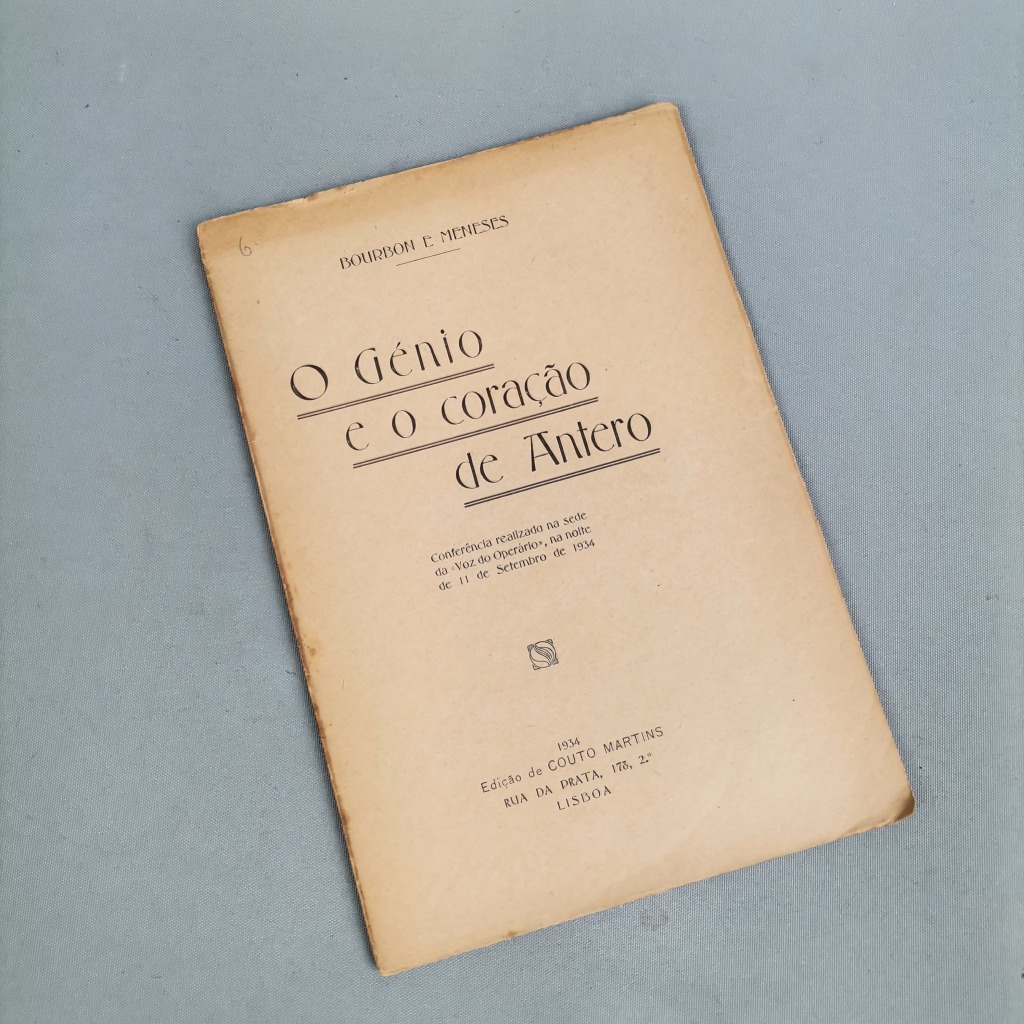 6
BOURBON E MENESES
O Génio
e o coração
de Antero
Conferência realizada na sede
da «Voz do Operário», na noite
de 11 de Setembro de 1934
1934
Edição de COUTO MARTINS
RUA DA PRATA, 178, 2.º
LISBOA